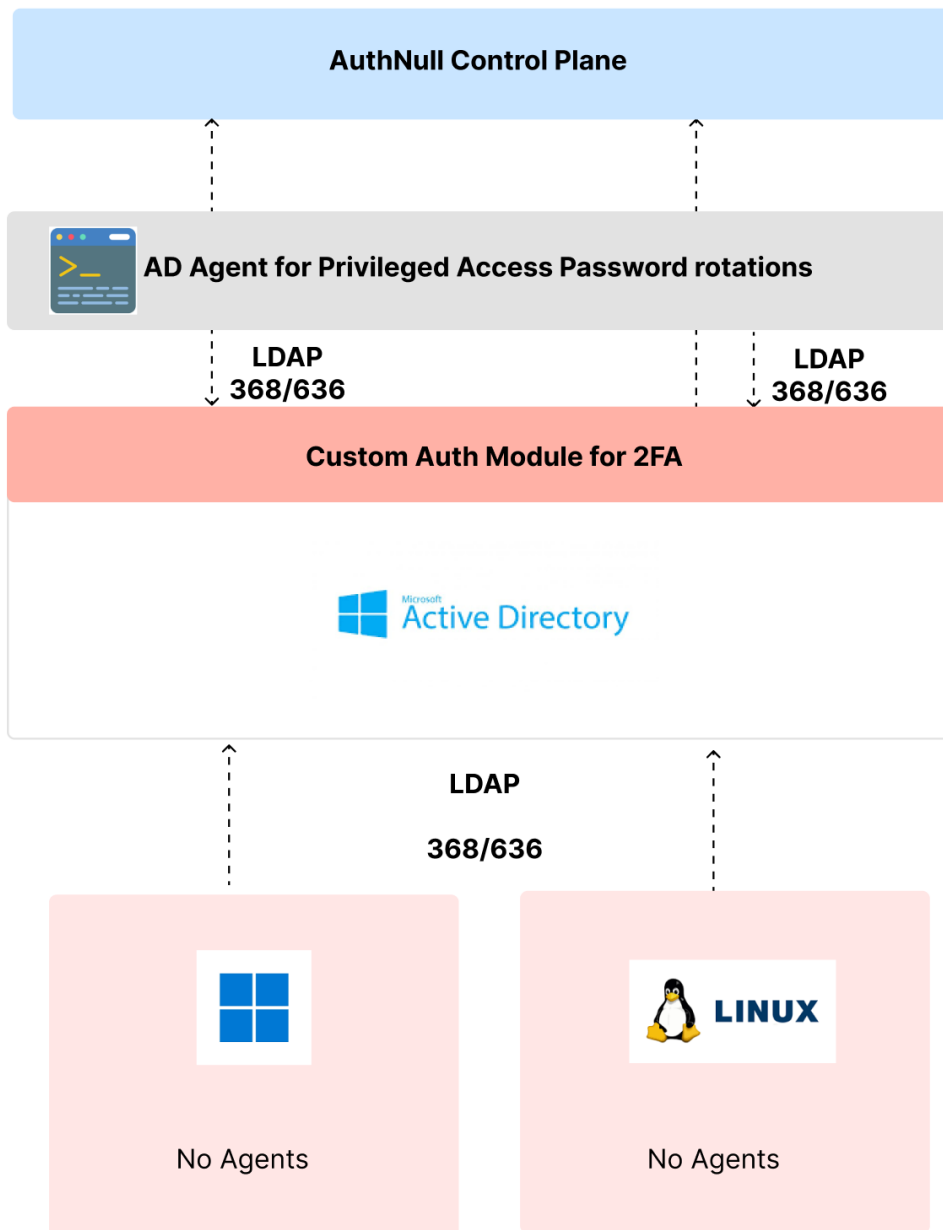 AuthNull Control Plane
AD Agent for Privileged Access Password rotations
LDAP
368/636
LDAP
368/636
Custom Auth Module for 2FA
Microsoft
Active Directory
LDAP
368/636
LINUX
No Agents
No Agents